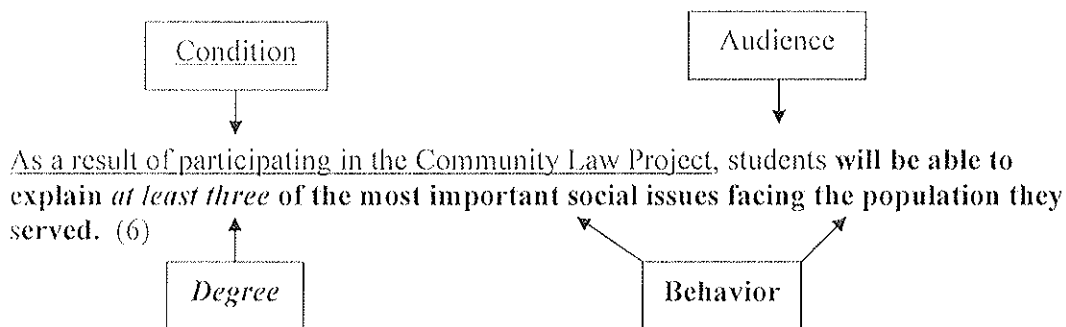 Condition Audience
As a result of participating in the Community Law Project, students will be able to
explain at least three of the most important social issues facing the population they
served. (6)
Degree Behavior